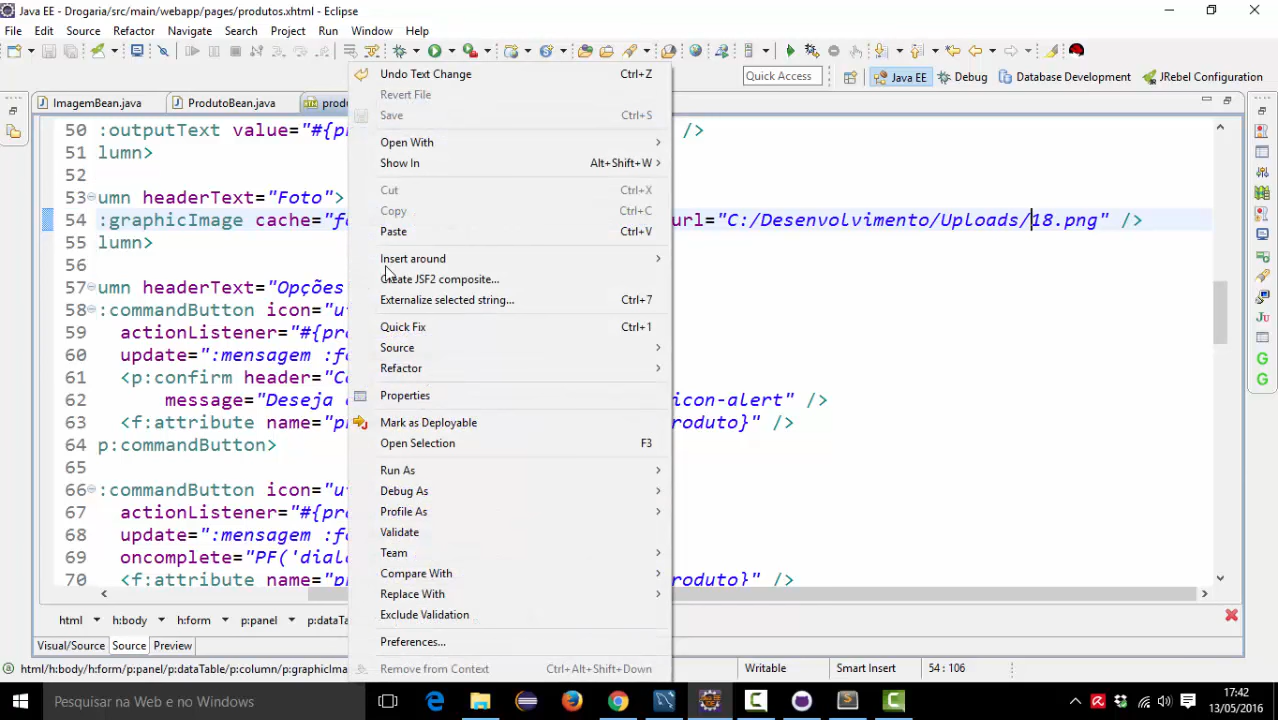 Java EE - Drogaria/src/main/webapp/pages/produtos.xhtml - Eclipse
File Edit Source Refactor Navigate Search Project Run Window Help
Quick Access
Java EE
Debug
Database Development
JRebel Configuration
ImagemBean.java
ProdutoBean.java
produ
50 :outputText value="#{pr />
51 lumn>
52
53 umn headerText="Foto">
54 :graphicImage cache="fa url="C:/Desenvolvimento/Uploads/18.png" />
55 lumn>
56
57 umn headerText="Opções
58 :commandButton icon="u
59 actionListener="#{pro
60 update=":mensagem :fo
61 <p:confirm header="Co
62 message="Deseja icon-alert" />
63 <f:attribute name="pr roduto}" />
64 p:commandButton>
65
66 :commandButton icon="u
67 actionListener="#{pro
68 update=":mensagem :fo
69 oncomplete="PF('dialo
70 <f:attribute name="pr roduto}" />
Undo Text Change Ctrl+Z
Revert File
Save Ctrl+S
Open With
Show In Alt+Shift+W
Cut Ctrl+X
Copy Ctrl+C
Paste Ctrl+V
Insert around
Create JSF2 composite...
Externalize selected string... Ctrl+7
Quick Fix Ctrl+1
Source
Refactor
Properties
Mark as Deployable
Open Selection F3
Run As
Debug As
Profile As
Validate
Team
Compare With
Replace With
Exclude Validation
Preferences...
Remove from Context Ctrl+Alt+Shift+Down
html h:body h:form p:panel p:data
Visual/Source Source Preview
html/h:body/h:form/p:panel/p:dataTable/p:column/p:graphicIma
Writable
Smart Insert
54 : 106
Pesquisar na Web e no Windows
17:42
13/05/2016